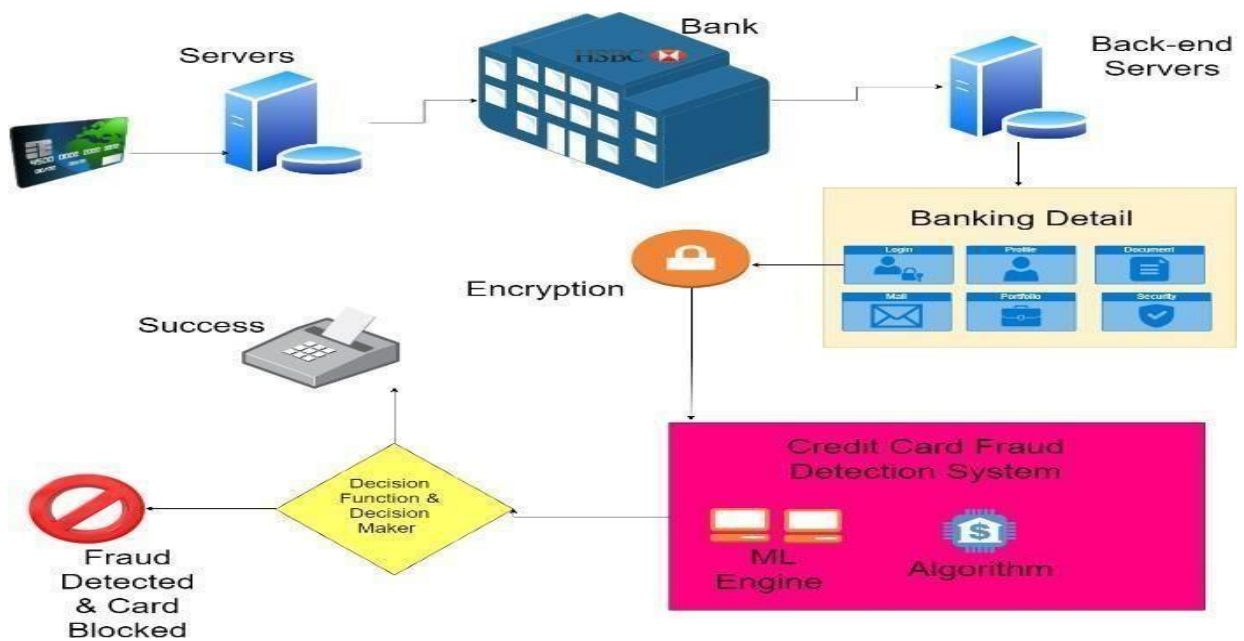 Bank
HSBC
Servers
Back-end
Servers
Banking Detail
Login
Profile
Document
Mail
Portfolio
Security
Encryption
Success
Credit Card Fraud
Detection System
ML
Engine
Algorithm
$
Decision
Function &
Decision
Maker
Fraud
Detected
& Card
Blocked